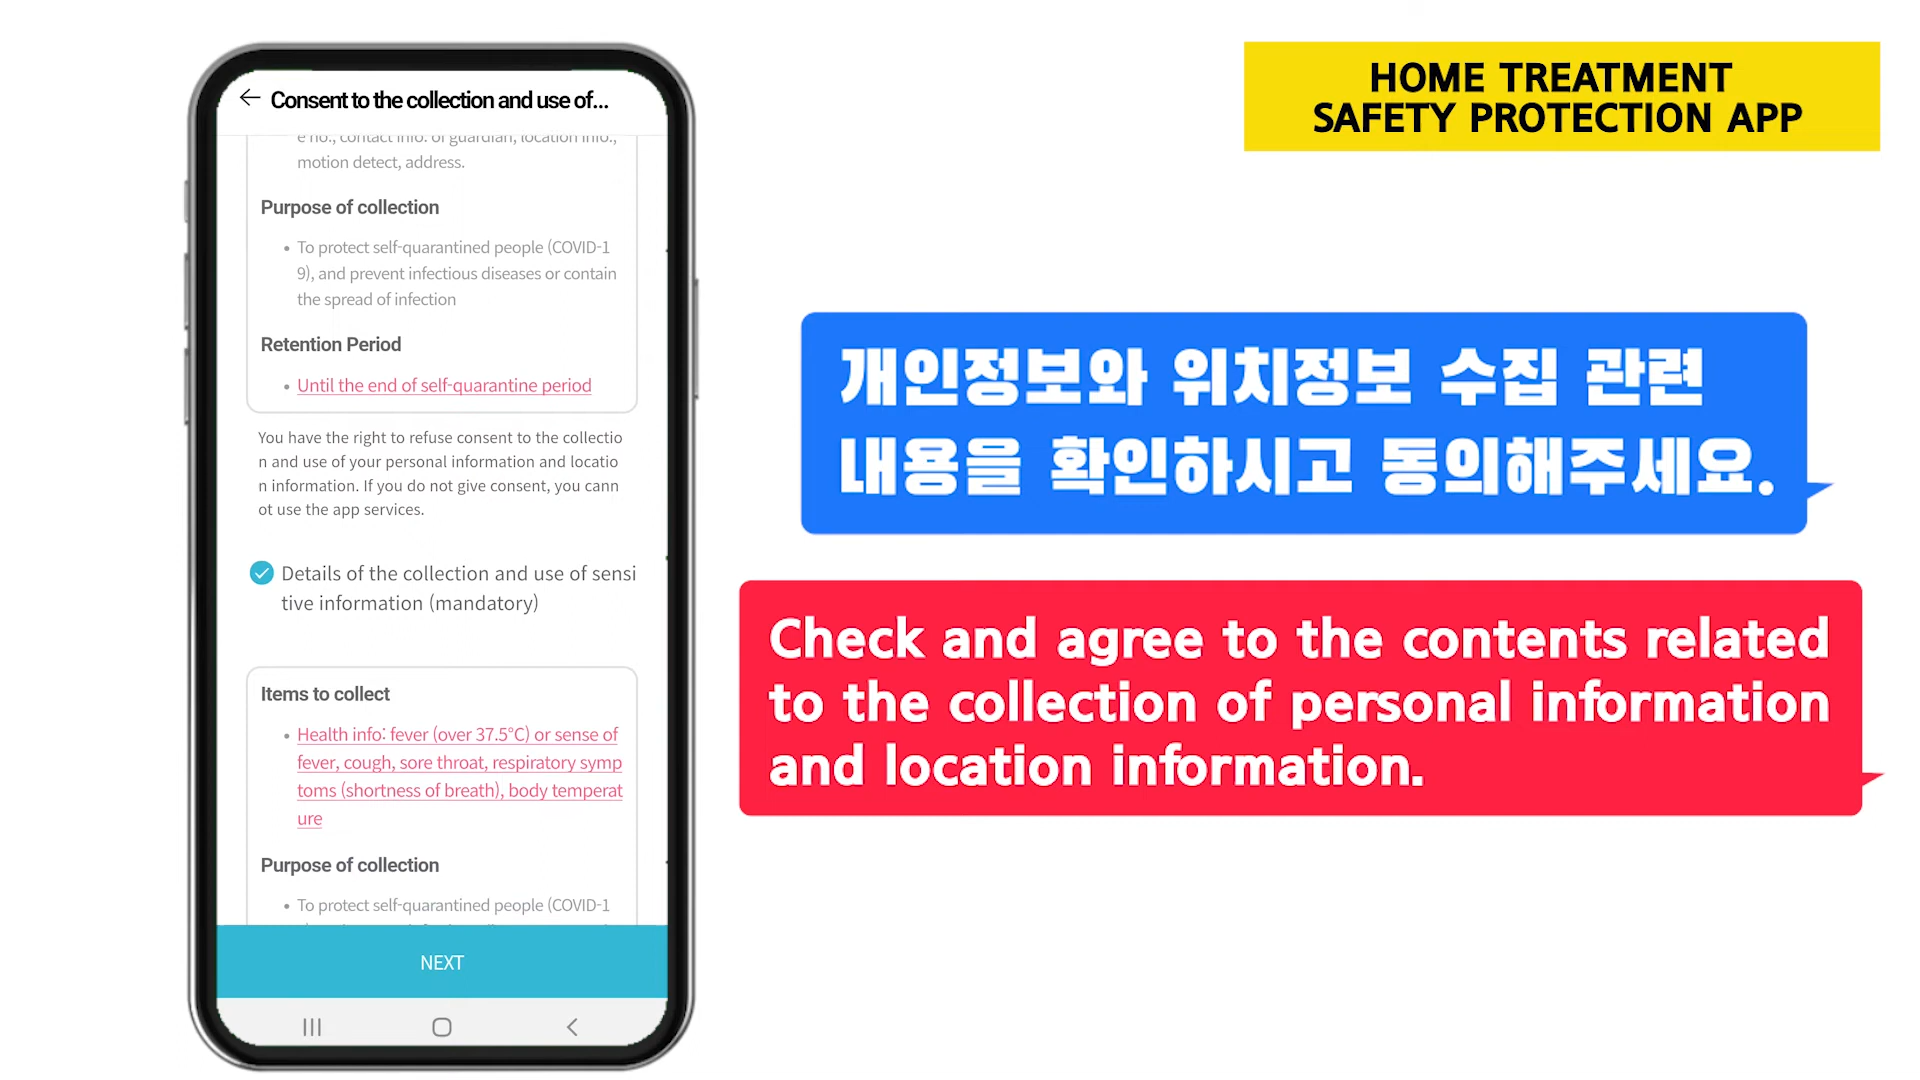 HOME TREATMENT
SAFETY PROTECTION APP
Consent to the collection and use of...
e no., contact info. of guardian, location info.,
motion detect, address.
Purpose of collection
• To protect self-quarantined people (COVID-1
9), and prevent infectious diseases or contain
the spread of infection
Retention Period
• Until the end of self-quarantine period
You have the right to refuse consent to the collectio
n and use of your personal information and locatio
n information. If you do not give consent, you cann
ot use the app services.
Details of the collection and use of sensi
tive information (mandatory)
Items to collect
• Health info: fever (over 37.5°C) or sense of
fever, cough, sore throat, respiratory symp
toms (shortness of breath), body temperat
ure
Purpose of collection
• To protect self-quarantined people (COVID-1
NEXT
개인정보와 위치정보 수집 관련
내용을 확인하시고 동의해주세요.
Check and agree to the contents related
to the collection of personal information
and location information.